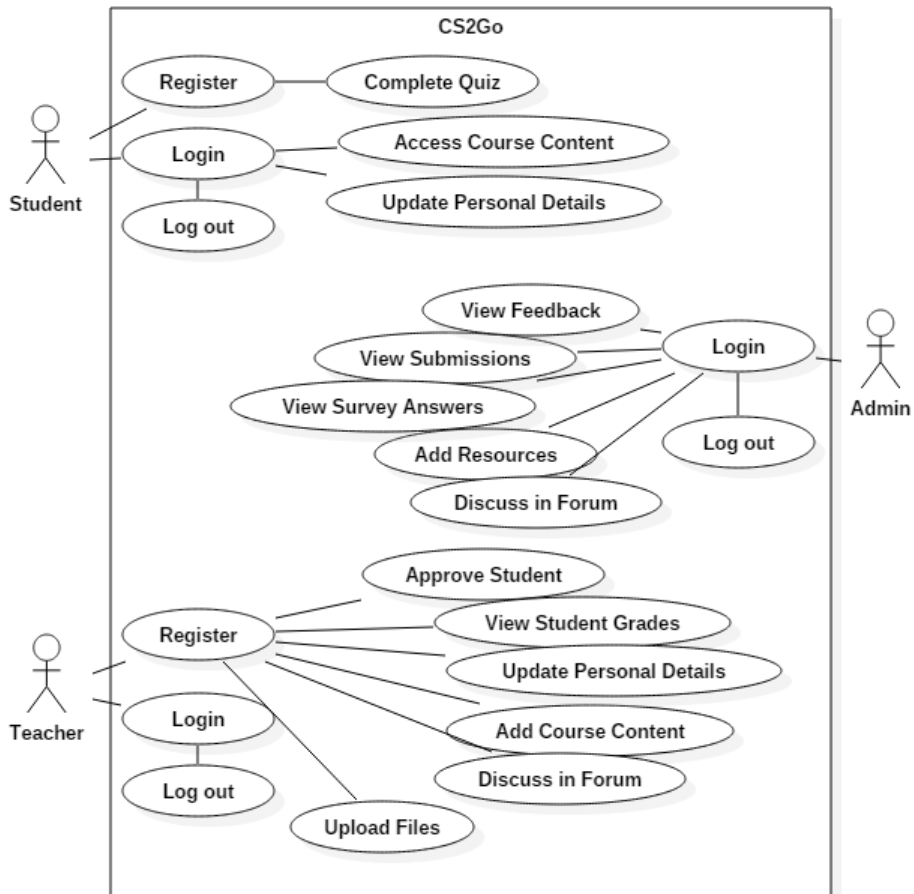 CS2Go
Register
Complete Quiz
Access Course Content
Login
Student
Update Personal Details
Log out
View Feedback
Login
View Submissions
Admin
View Survey Answers
Log out
Add Resources
Discuss in Forum
Approve Student
Register
View Student Grades
Update Personal Details
Teacher
Login
Add Course Content
Log out
Discuss in Forum
Upload Files